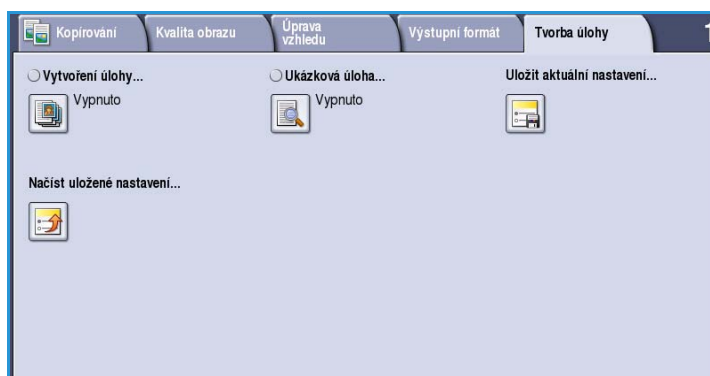 Kopírování
Kvalita obrazu
Úprava
vzhledu
Výstupní formát
Tvorba úlohy
Vytvoření úlohy...
Vypnuto
Ukázková úloha...
Vypnuto
Uložit aktuální nastavení...
Načíst uložené nastavení...